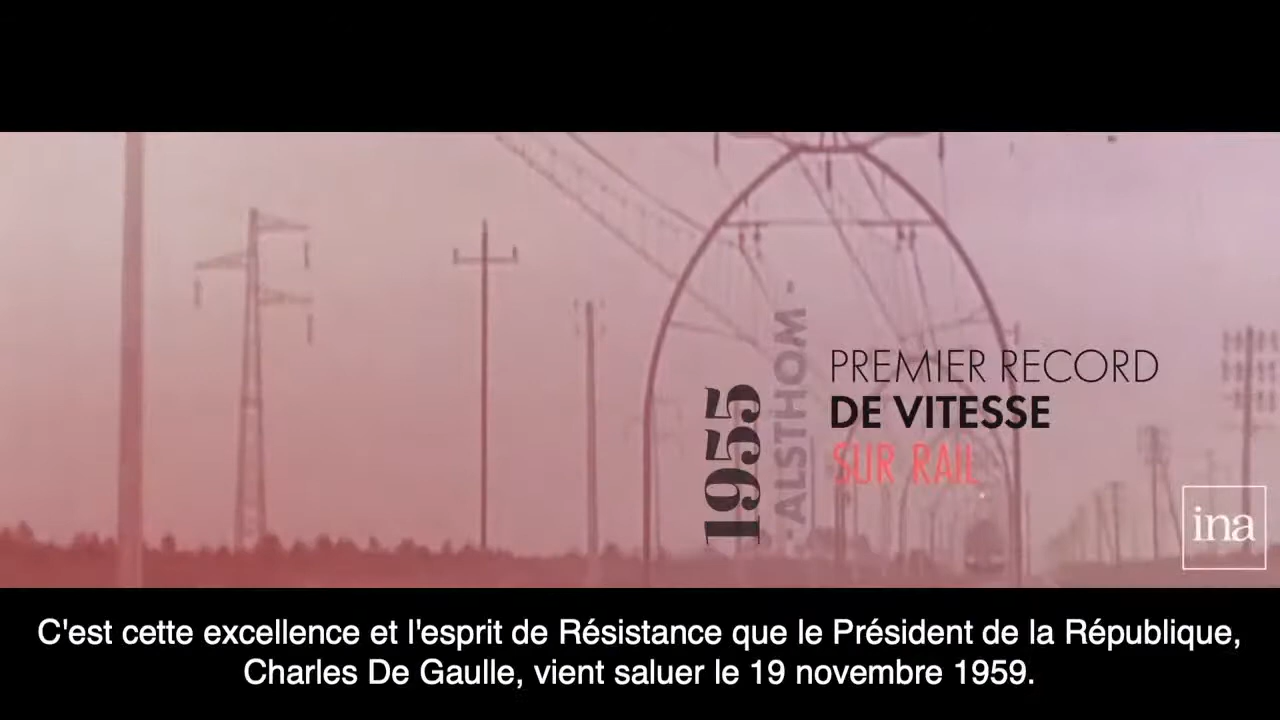 1955
- ALSTHOM -
PREMIER RECORD
DE VITESSE
SUR RAIL
ina
C'est cette excellence et l'esprit de Résistance que le Président de la République,
Charles De Gaulle, vient saluer le 19 novembre 1959.